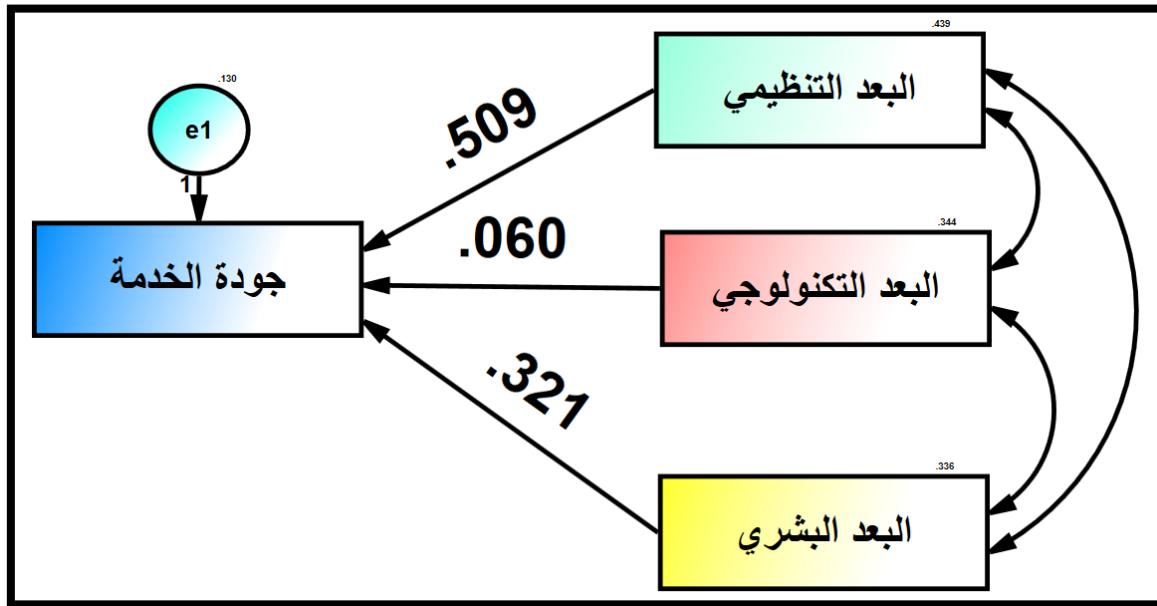 .439
البعد التنظيمي
.130
e1
.509
1
جودة الخدمة
.060
.344
البعد التكنولوجي
.321
.336
البعد البشري